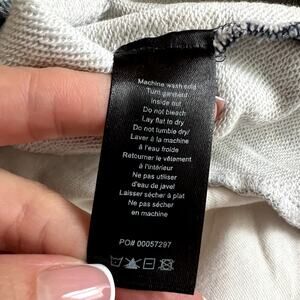 Machine wash cold
Turn garment
inside out
Do not bleach
Lay flat to dry
Do not tumble dry/
Laver à la machine
à l'eau froide
Retourner le vêtement
à l'intérieur
Ne pas utiliser
d'eau de javel
Laisser sécher à plat
Ne pas sécher
en machine
PO# 00057297